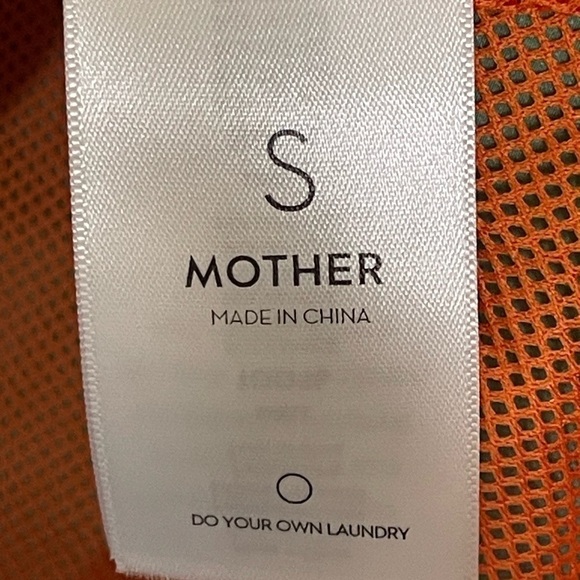 S
MOTHER
MADE IN CHINA
DO YOUR OWN LAUNDRY